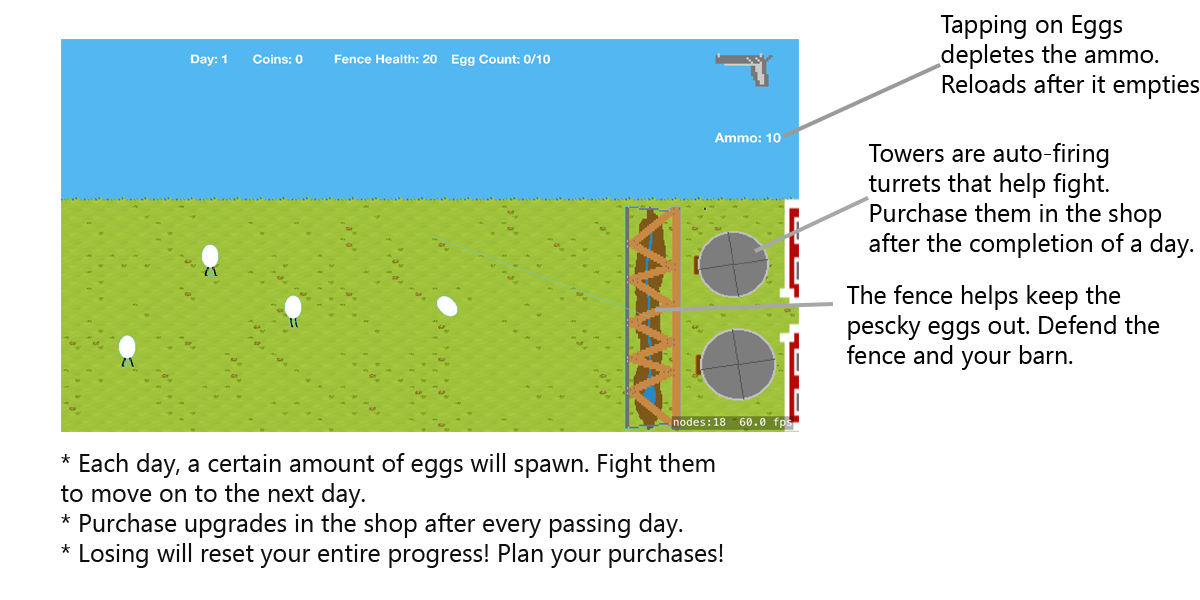 Tapping on Eggs
depletes the ammo.
Reloads after it empties
Day: 1 Coins: 0 Fence Health: 20 Egg Count: 0/10
Ammo: 10
Towers are auto-firing
turrets that help fight.
Purchase them in the shop
after the completion of a day.
The fence helps keep the
pescky eggs out. Defend the
fence and your barn.
nodes:18 60.0 fps
* Each day, a certain amount of eggs will spawn. Fight them
to move on to the next day.
* Purchase upgrades in the shop after every passing day.
* Losing will reset your entire progress! Plan your purchases!